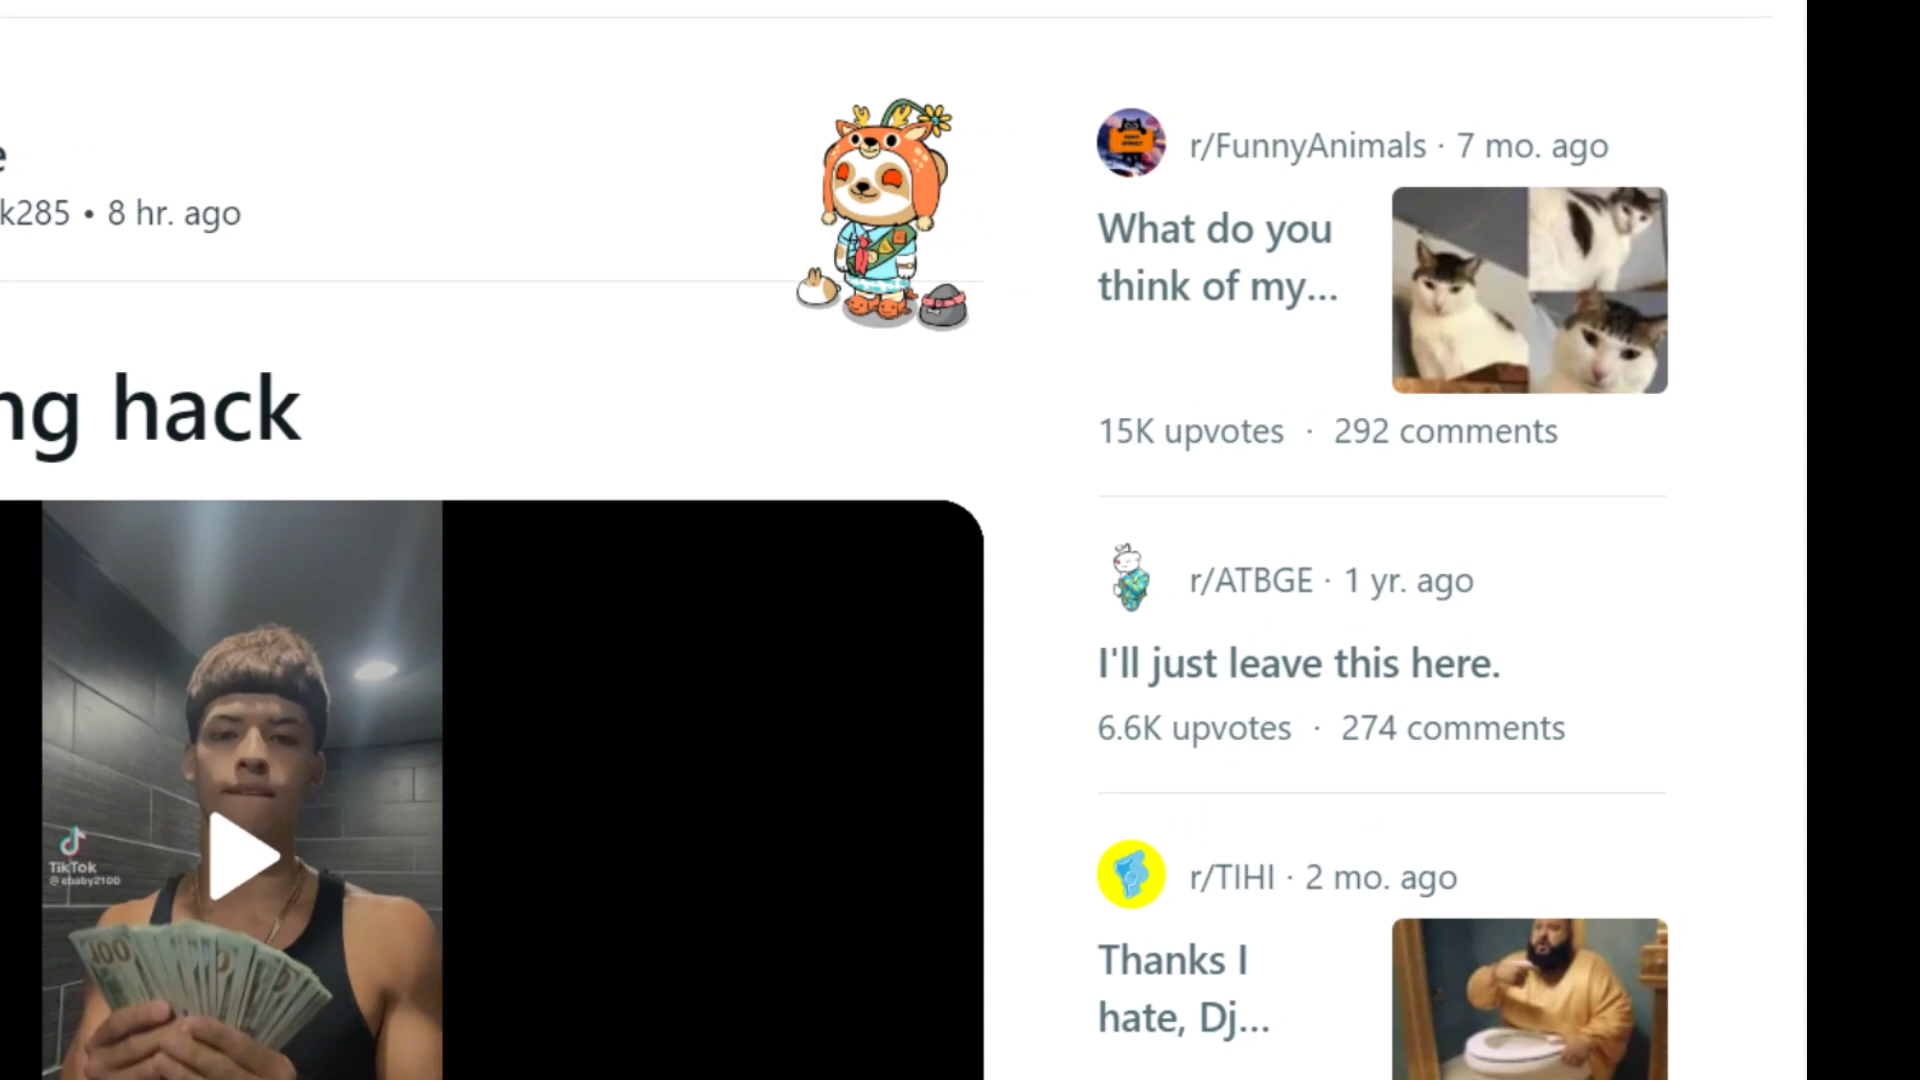 e
k285 • 8 hr. ago
ng hack
TikTok
@ebaby2100
100
r/FunnyAnimals · 7 mo. ago
What do you
think of my...
15K upvotes · 292 comments
r/ATBGE · 1 yr. ago
I'll just leave this here.
6.6K upvotes · 274 comments
r/TIHI · 2 mo. ago
Thanks I
hate, Dj...